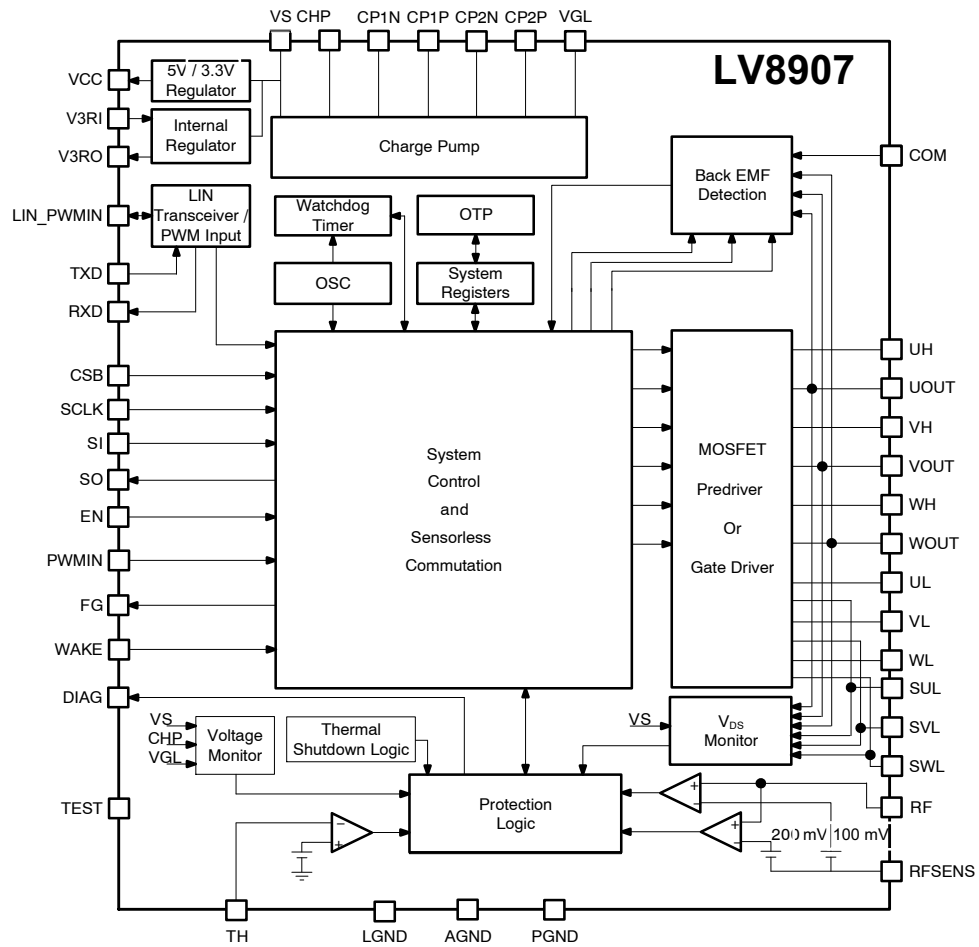 VS CHP CP1N CP1P CP2N CP2P VGL
LV8907
VCC
5V / 3.3V
Regulator
V3RI
Internal
Regulator
V3RO
Charge Pump
Back EMF
Detection
COM
LIN_PWMIN
LIN
Transceiver /
PWM Input
Watchdog
Timer
OTP
TXD
OSC
System
Registers
RXD
CSB
SCLK
SI
SO
EN
PWMIN
FG
WAKE
DIAG
System
Control
and
Sensorless
Commutation
MOSFET
Predriver
Or
Gate Driver
UH
UOUT
VH
VOUT
WH
WOUT
UL
VL
WL
SUL
SVL
SWL
VS
CHP
VGL
Voltage
Monitor
Thermal
Shutdown Logic
VS
VDS
Monitor
TEST
Protection
Logic
RF
200 mV 100 mV
RFSENS
− +
+ −
+ −
TH LGND AGND PGND